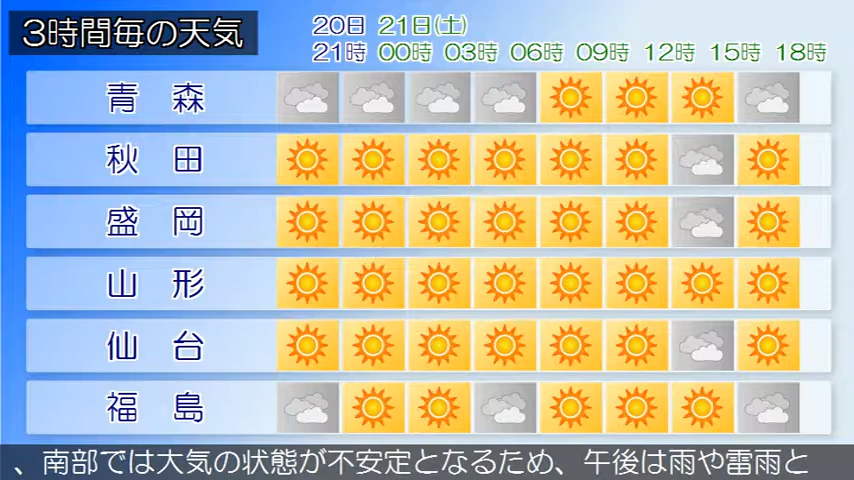 3時間毎の天気
20日 21日(土)
21時 00時 03時 06時 09時 12時 15時 18時
青森
秋田
盛岡
山形
仙台
福島
、南部では大気の状態が不安定となるため、午後は雨や雷雨と